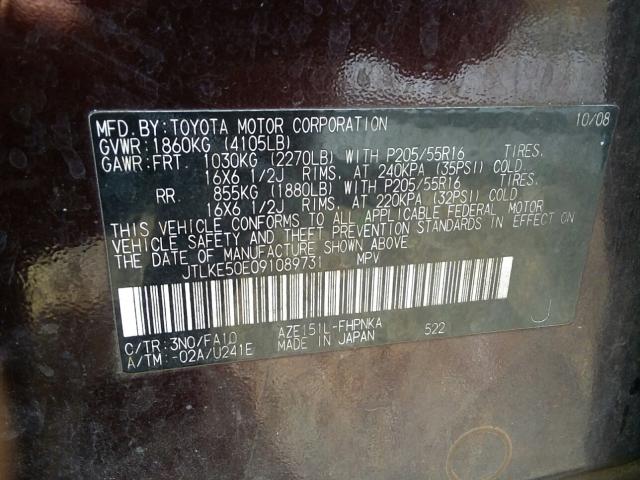 MFD. BY: TOYOTA MOTOR CORPORATION 10/08
GVWR: 1860KG (4105LB)
GAWR: FRT. 1030KG (2270LB) WITH P205/55R16 TIRES,
16X6 1/2J RIMS, AT 240KPA (35PSI) COLD
RR. 855KG (1880LB) WITH P205/55R16 TIRES,
16X6 1/2J RIMS, AT 220KPA (32PSI) COLD
THIS VEHICLE CONFORMS TO ALL APPLICABLE FEDERAL MOTOR
VEHICLE SAFETY AND THEFT PREVENTION STANDARDS IN EFFECT ON
THE DATE OF MANUFACTURE SHOWN ABOVE.
JTLKE50E091089731 MPV
C/TR: 3N0/FA10 AZE151L-FHPNKA 522 J
A/TM: -02A/U241E MADE IN JAPAN